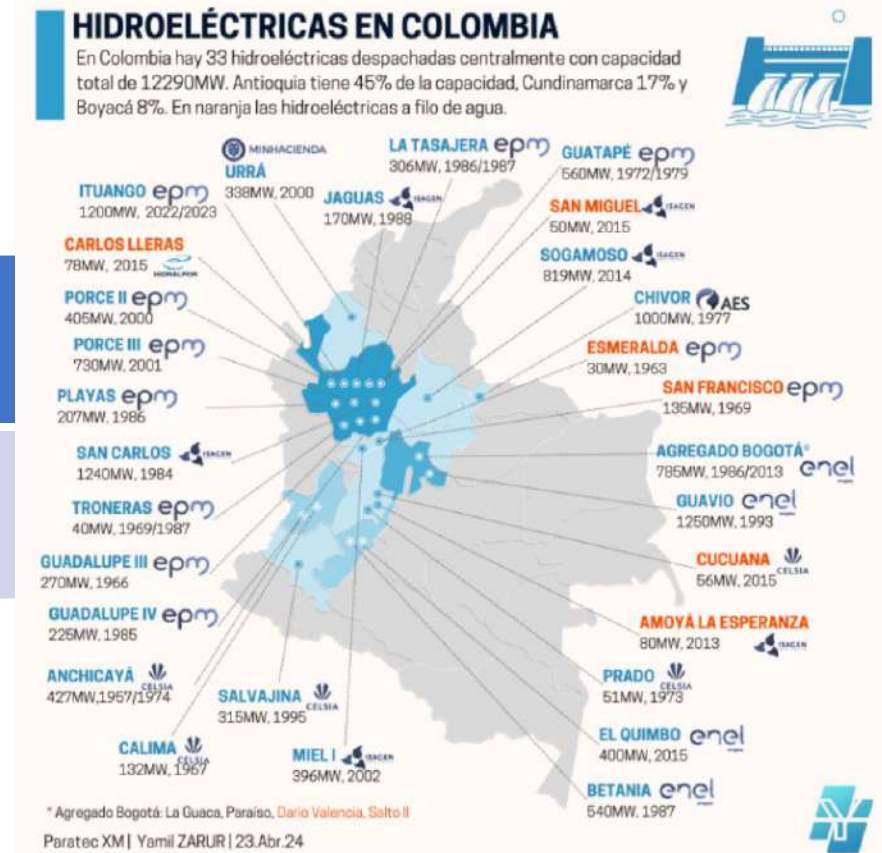 HIDROELÉCTRICAS EN COLOMBIA
En Colombia hay 33 hidroeléctricas despachadas centralmente con capacidad
total de 12290MW. Antioquia tiene 45% de la capacidad, Cundinamarca 17% y
Boyacá 8%. En naranja las hidroeléctricas a filo de agua.
MINHACIENDA
URRÁ
338MW, 2000
LA TASAJERA epm
306MW, 1986/1987
GUATAPÉ epm
560MW, 1972/1979
ITUANGO epm
1200MW, 2022/2023
JAGUAS ISAGEN
170MW, 1988
SAN MIGUEL ISAGEN
50MW, 2015
CARLOS LLERAS
78MW, 2015 HIDRALPOR
SOGAMOSO ISAGEN
819MW, 2014
PORCE II epm
405MW, 2000
CHIVOR AES
1000MW, 1977
PORCE III epm
730MW, 2001
ESMERALDA epm
30MW, 1963
PLAYAS epm
207MW, 1986
SAN FRANCISCO epm
135MW, 1969
SAN CARLOS ISAGEN
1240MW, 1984
AGREGADO BOGOTÁ*
785MW, 1986/2013 enel
TRONERAS epm
40MW, 1969/1987
GUAVIO enel
1250MW, 1993
GUADALUPE III epm
270MW, 1966
CUCUANA CELSIA
56MW, 2015
GUADALUPE IV epm
225MW, 1985
AMOYÁ LA ESPERANZA
80MW, 2013 ISAGEN
ANCHICAYÁ CELSIA
427MW,1957/1974
SALVAJINA CELSIA
315MW, 1995
PRADO CELSIA
51MW, 1973
CALIMA CELSIA
132MW, 1967
MIEL I ISAGEN
396MW, 2002
EL QUIMBO enel
400MW, 2015
BETANIA enel
540MW, 1987
* Agregado Bogotá: La Guaca, Paraíso, Dario Valencia, Salto II
Paratec XM | Yamil ZARUR | 23.Abr.24